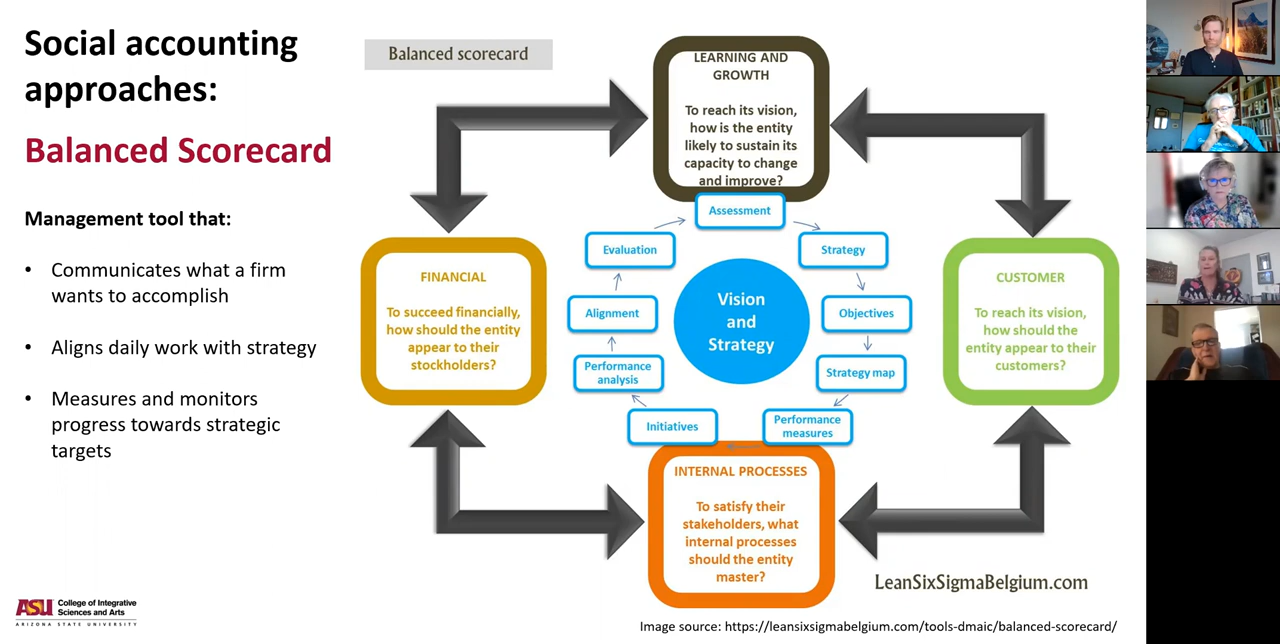 Social accounting
approaches:
Balanced Scorecard
Management tool that:
• Communicates what a firm
wants to accomplish
• Aligns daily work with strategy
• Measures and monitors
progress towards strategic
targets
Balanced scorecard
LEARNING AND
GROWTH
To reach its vision,
how is the entity
likely to sustain its
capacity to change
and improve?
FINANCIAL
To succeed financially,
how should the entity
appear to their
stockholders?
Assessment
Strategy
Objectives
Strategy map
Performance
measures
Initiatives
Performance
analysis
Alignment
Evaluation
Vision
and
Strategy
CUSTOMER
To reach its vision,
how should the
entity appear to their
customers?
INTERNAL PROCESSES
To satisfy their
stakeholders, what
internal processes
should the entity
master?
LeanSixSigmaBelgium.com
Image source: https://leansixsigmabelgium.com/tools-dmaic/balanced-scorecard/
ASU College of Integrative
Sciences and Arts
ARIZONA STATE UNIVERSITY